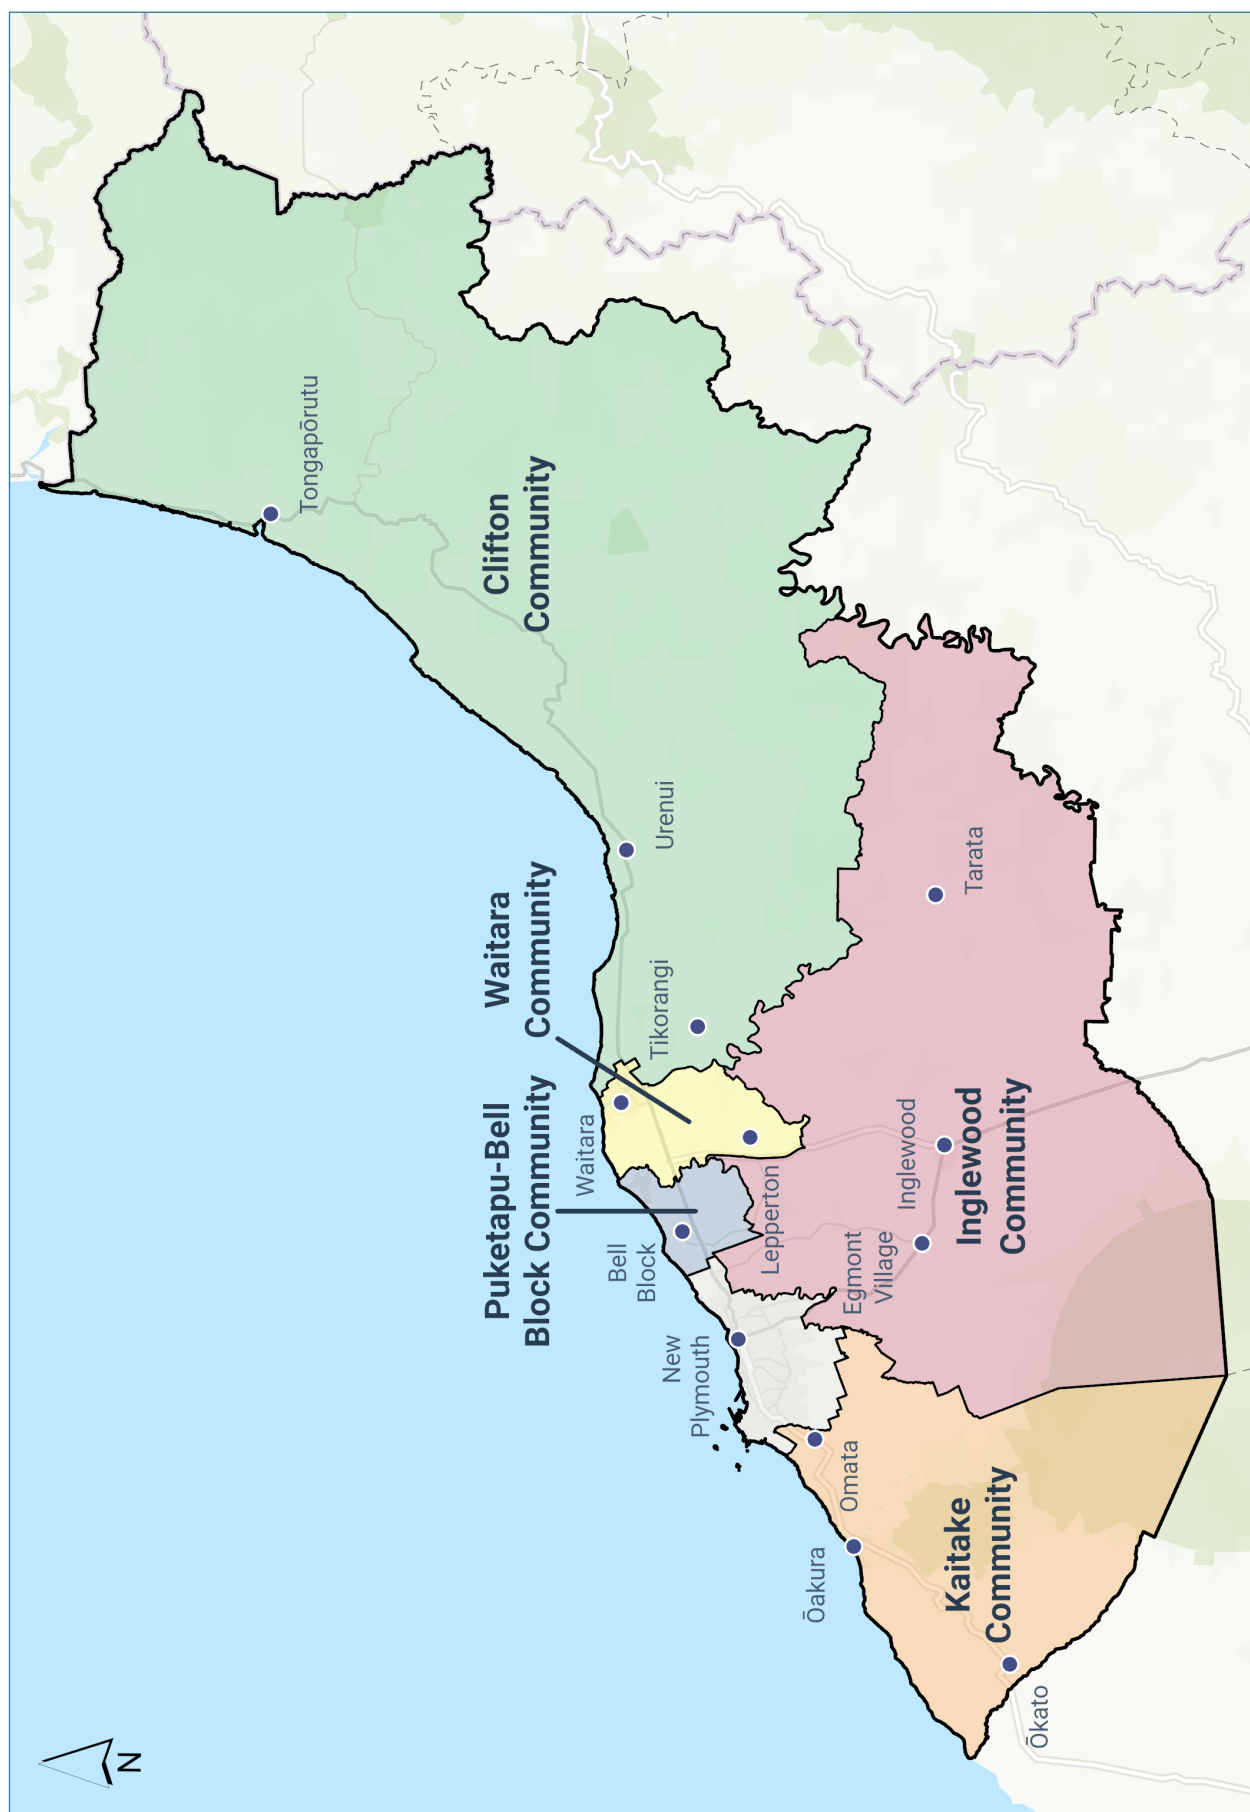 Tongapōrutu
Clifton
Community
Urenui
Waitara
Community
Tikorangi
Puketapu-Bell
Block Community
Waitara
Tarata
Bell
Block
Lepperton
Inglewood
Inglewood
Community
Egmont
Village
New
Plymouth
Omata
Ōakura
Kaitake
Community
Ōkato
N